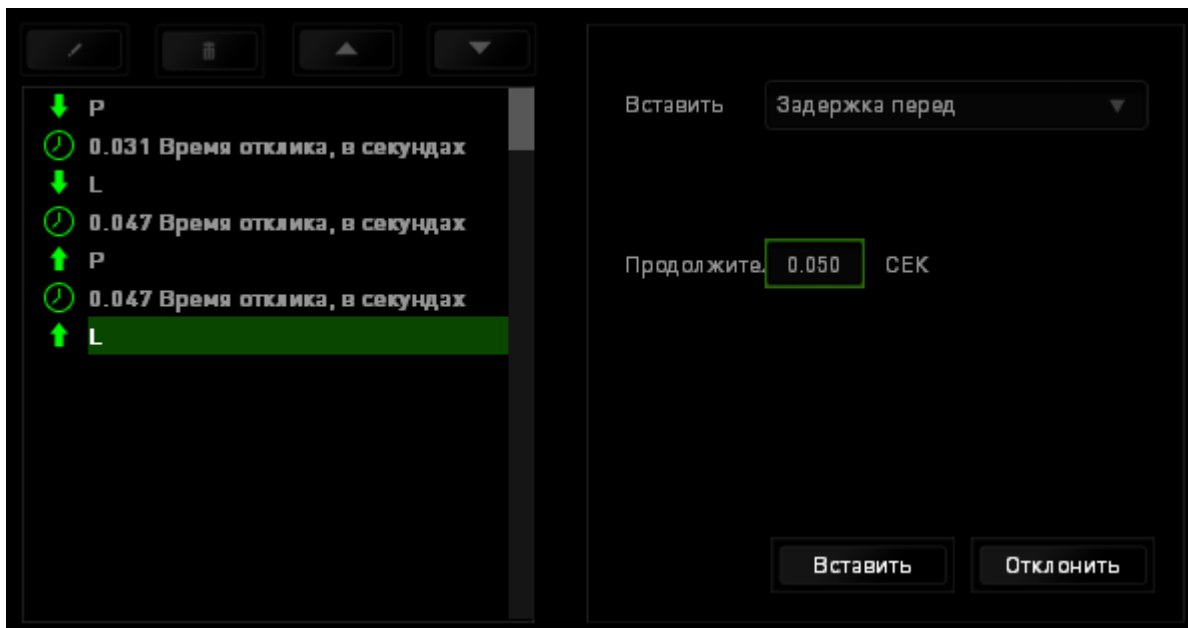 P
0.031 Время отклика, в секундах
L
0.047 Время отклика, в секундах
P
0.047 Время отклика, в секундах
L
Вставить Задержка перед
Продолжите 0.050 СЕК
Вставить Отклонить